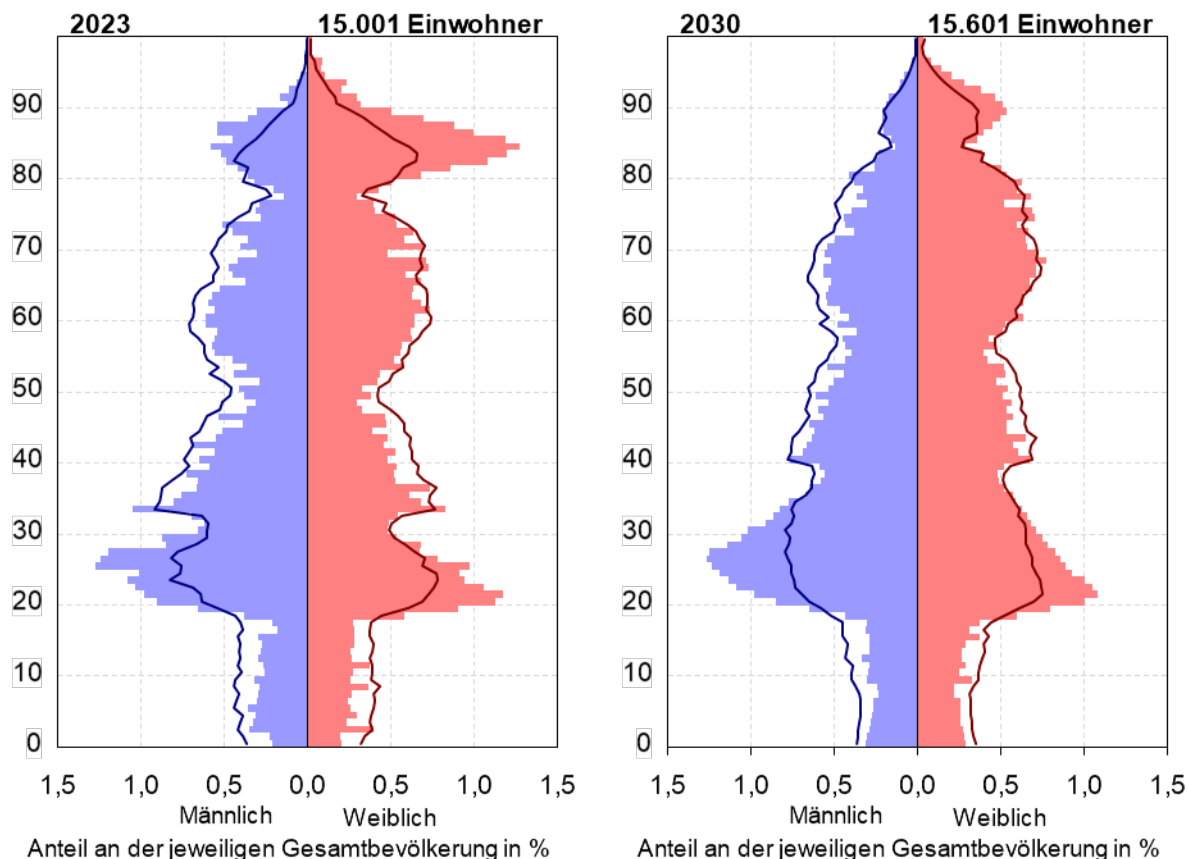 2023 15.001 Einwohner
90
80
70
60
50
40
30
20
10
0
1,5 1,0 0,5 0,0 0,5 1,0 1,5
Männlich Weiblich
Anteil an der jeweiligen Gesamtbevölkerung in %
2030 15.601 Einwohner
90
80
70
60
50
40
30
20
10
0
1,5 1,0 0,5 0,0 0,5 1,0 1,5
Männlich Weiblich
Anteil an der jeweiligen Gesamtbevölkerung in %